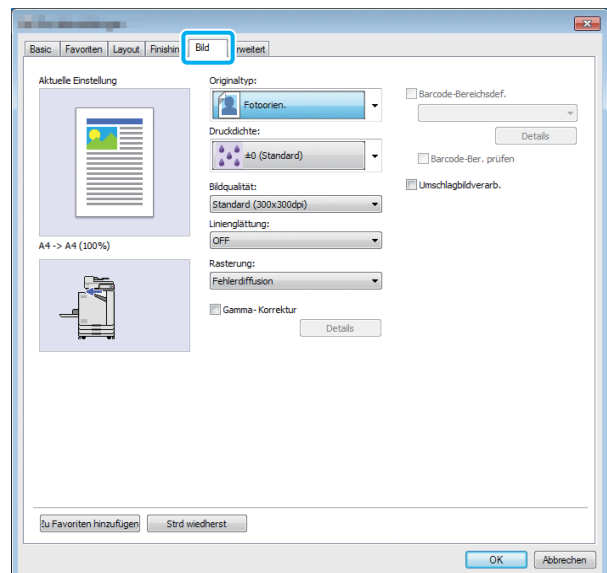 Basic Favoriten Layout Finishin Bild rweitert
Aktuelle Einstellung
A4 -> A4 (100%)
Originaltyp:
Fotoorien.
Druckdichte:
±0 (Standard)
Bildqualität:
Standard (300x300dpi)
Linienglättung:
OFF
Rasterung:
Fehlerdiffusion
Gamma- Korrektur
Details
Barcode-Bereichsdef.
Details
Barcode-Ber. prüfen
Umschlagbildverarb.
Zu Favoriten hinzufügen Strd wiedherst
OK Abbrechen